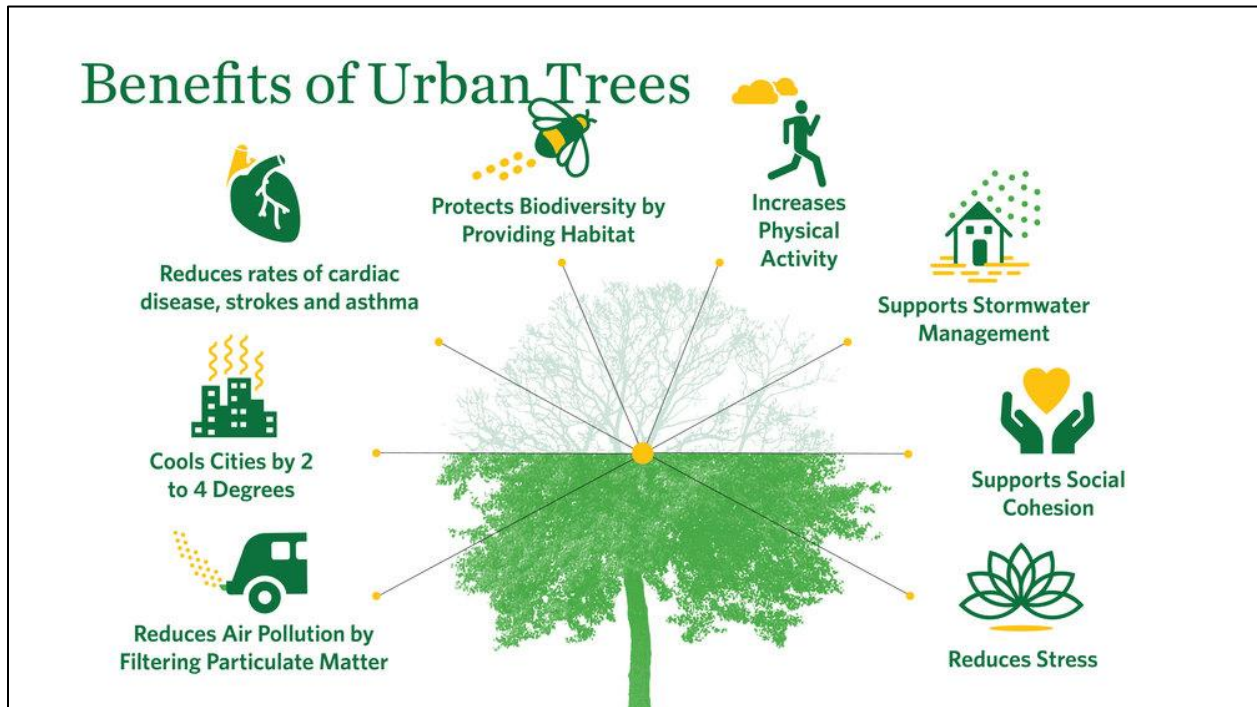 Benefits of Urban Trees
Reduces rates of cardiac
disease, strokes and asthma
Protects Biodiversity by
Providing Habitat
Increases
Physical
Activity
Supports Stormwater
Management
Cools Cities by 2
to 4 Degrees
Supports Social
Cohesion
Reduces Air Pollution by
Filtering Particulate Matter
Reduces Stress